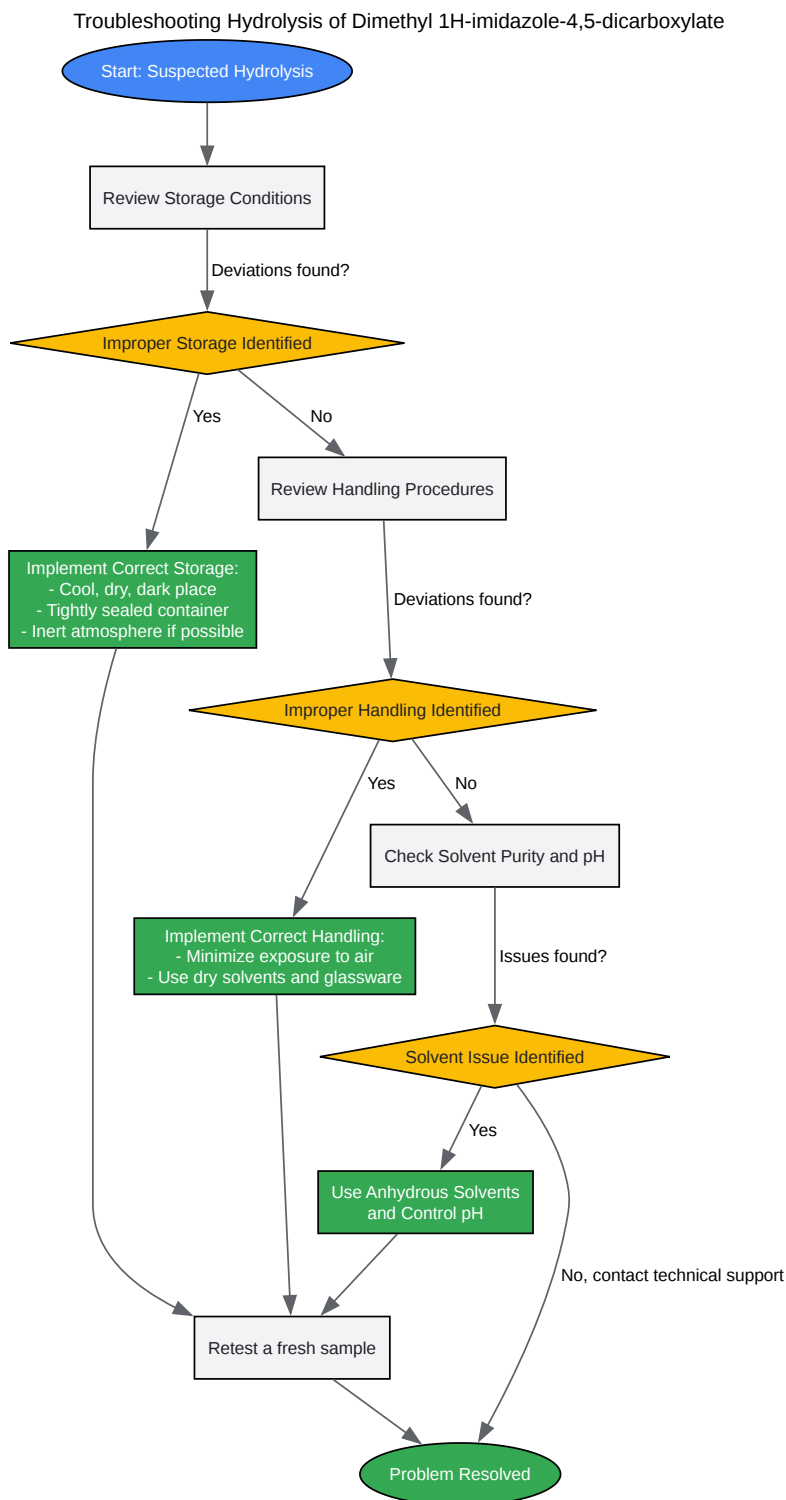 Troubleshooting Hydrolysis of Dimethyl 1H-imidazole-4,5-dicarboxylate
Start: Suspected Hydrolysis
Review Storage Conditions
Deviations found?
Improper Storage Identified
Yes
No
Review Handling Procedures
Implement Correct Storage:
- Cool, dry, dark place
- Tightly sealed container
- Inert atmosphere if possible
Deviations found?
Improper Handling Identified
Yes
No
Check Solvent Purity and pH
Implement Correct Handling:
- Minimize exposure to air
- Use dry solvents and glassware
Issues found?
Solvent Issue Identified
Yes
Use Anhydrous Solvents
and Control pH
No, contact technical support
Retest a fresh sample
Problem Resolved